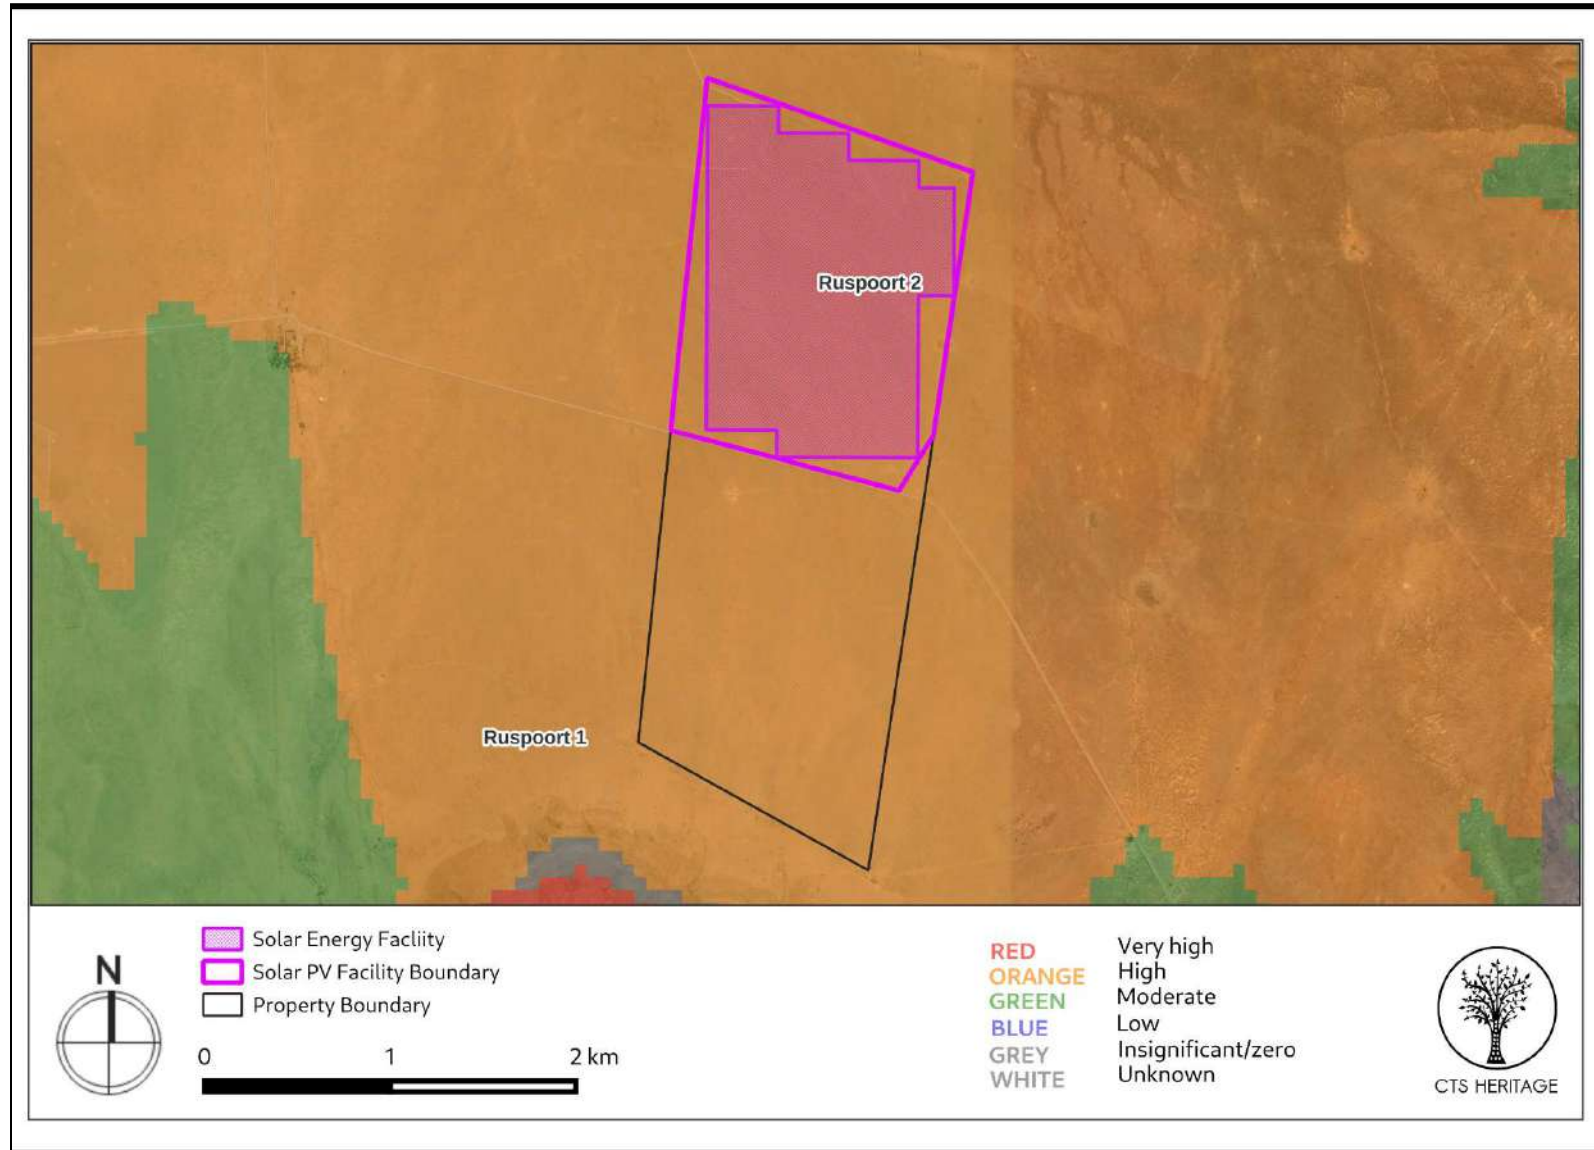 Ruspoort 2
Ruspoort 1
N
Solar Energy Facliity
Solar PV Facility Boundary
Property Boundary
0 1 2 km
RED Very high
ORANGE High
GREEN Moderate
BLUE Low
GREY Insignificant/zero
WHITE Unknown
CTS HERITAGE